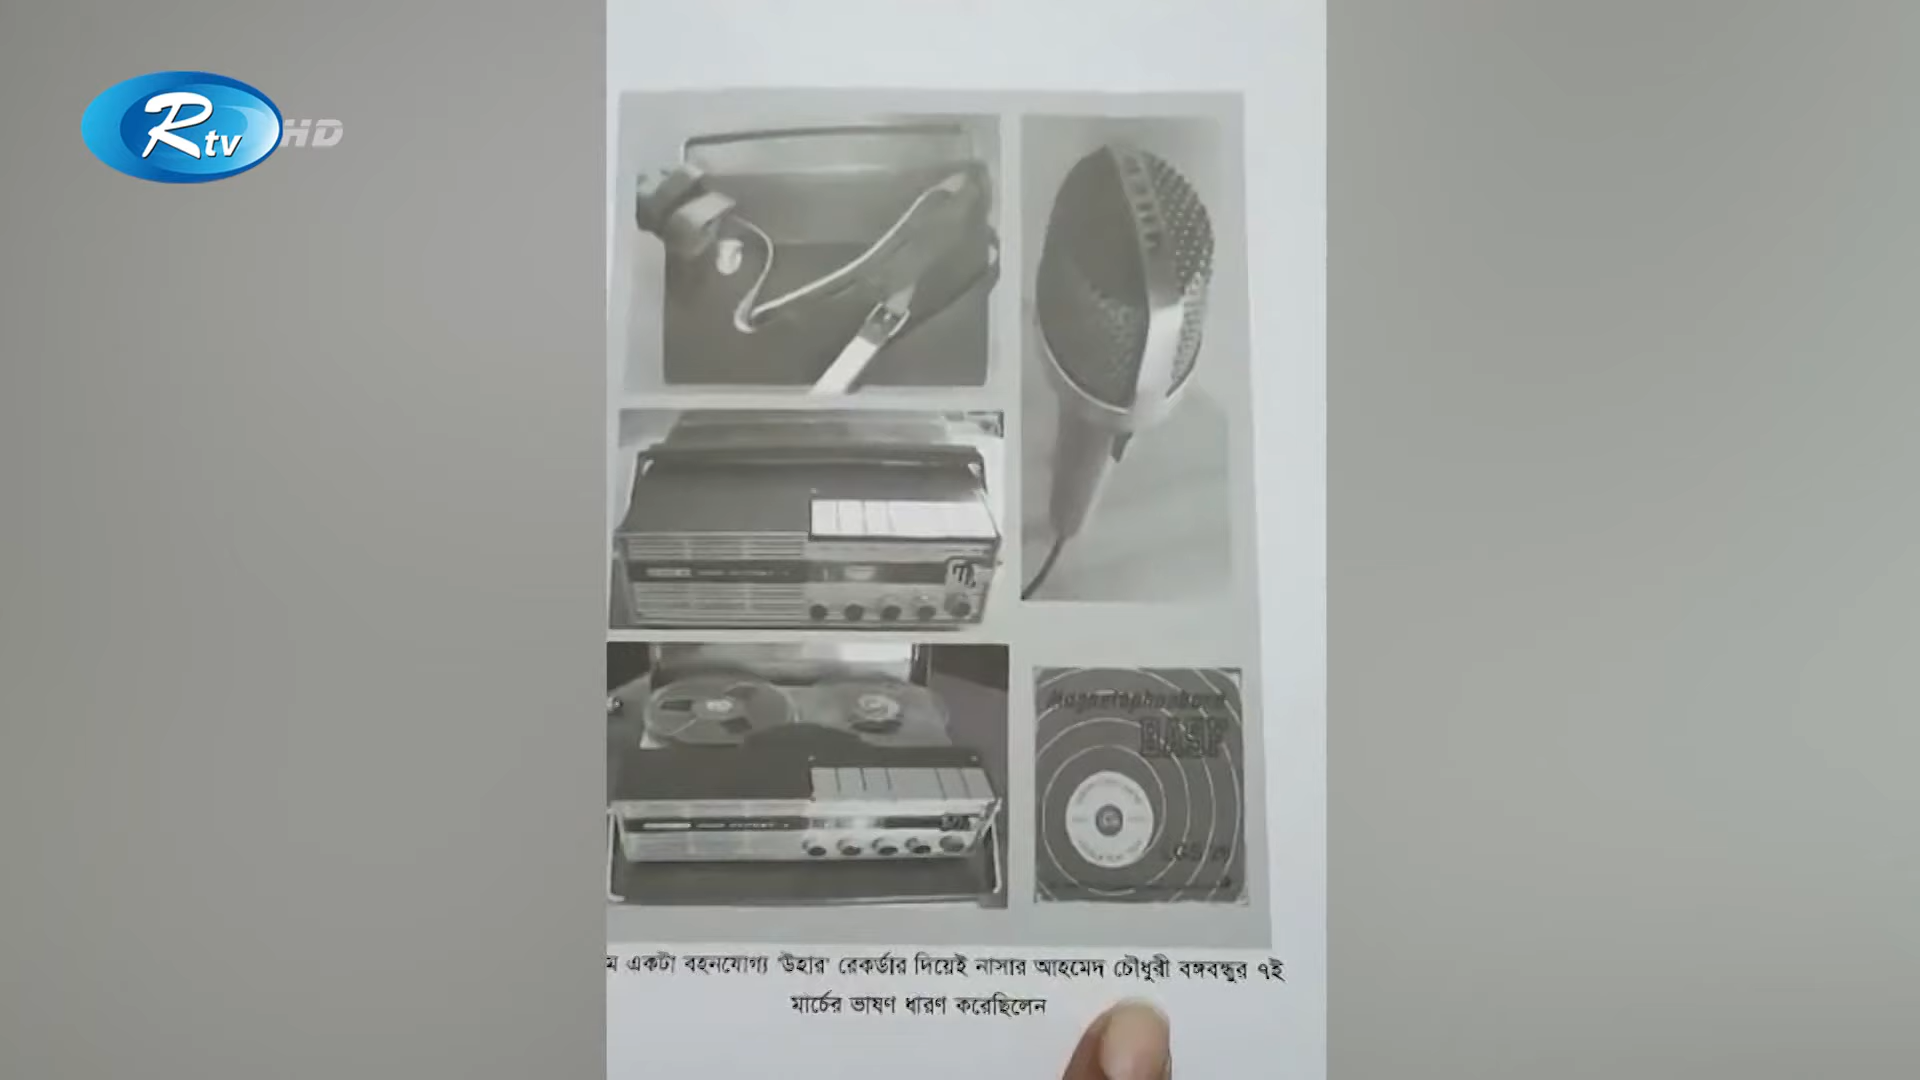 Rtv HD
Magnetophonband
BASF
ম একটা বহনযোগ্য 'উহার' রেকর্ডার দিয়েই নাসার আহমেদ চৌধুরী বঙ্গবন্ধুর ৭ই
মার্চের ভাষণ ধারণ করেছিলেন